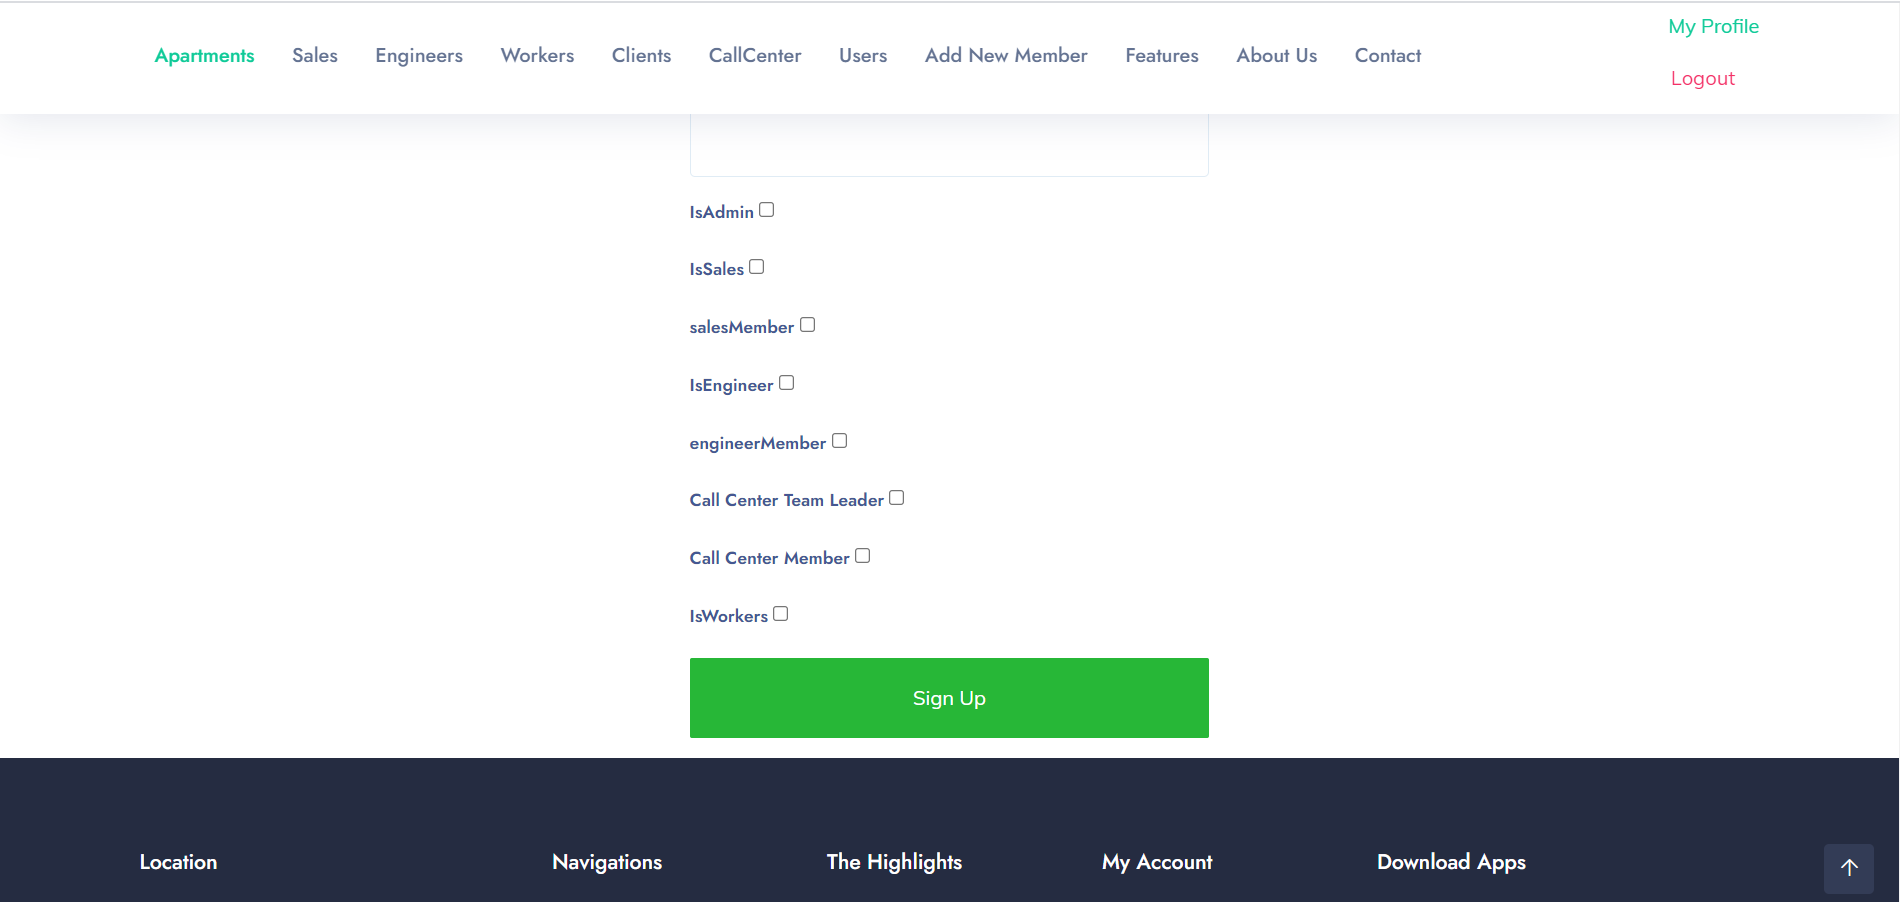 My Profile
Apartments Sales Engineers Workers Clients CallCenter Users Add New Member Features About Us Contact
Logout
IsAdmin
IsSales
salesMember
IsEngineer
engineerMember
Call Center Team Leader
Call Center Member
IsWorkers
Sign Up
Location Navigations The Highlights My Account Download Apps